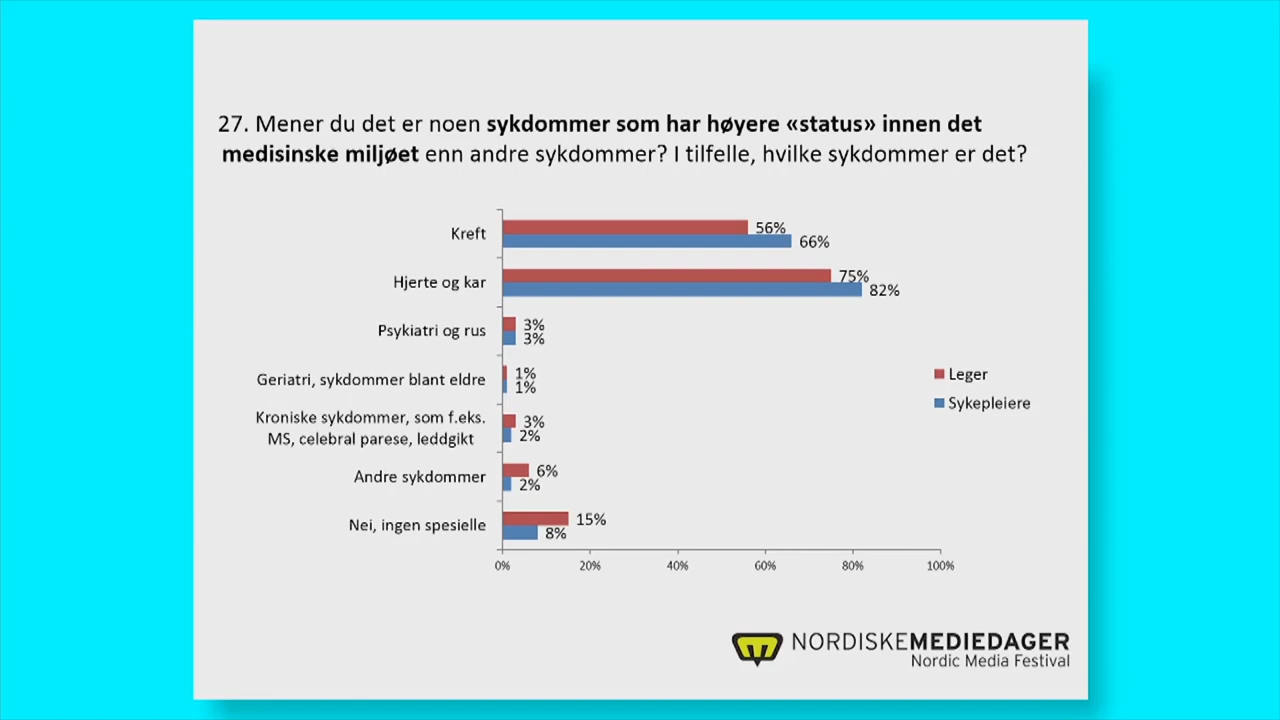 27. Mener du det er noen sykdommer som har høyere «status» innen det
medisinske miljøet enn andre sykdommer? I tilfelle, hvilke sykdommer er det?
Kreft
56%
66%
Hjerte og kar
75%
82%
Psykiatri og rus
3%
3%
Geriatri, sykdommer blant eldre
1%
1%
Kroniske sykdommer, som f.eks.
MS, celebral parese, leddgikt
3%
2%
Andre sykdommer
6%
2%
Nei, ingen spesielle
15%
8%
0% 20% 40% 60% 80% 100%
Leger
Sykepleiere
NORDISKEMEDIEDAGER
Nordic Media Festival